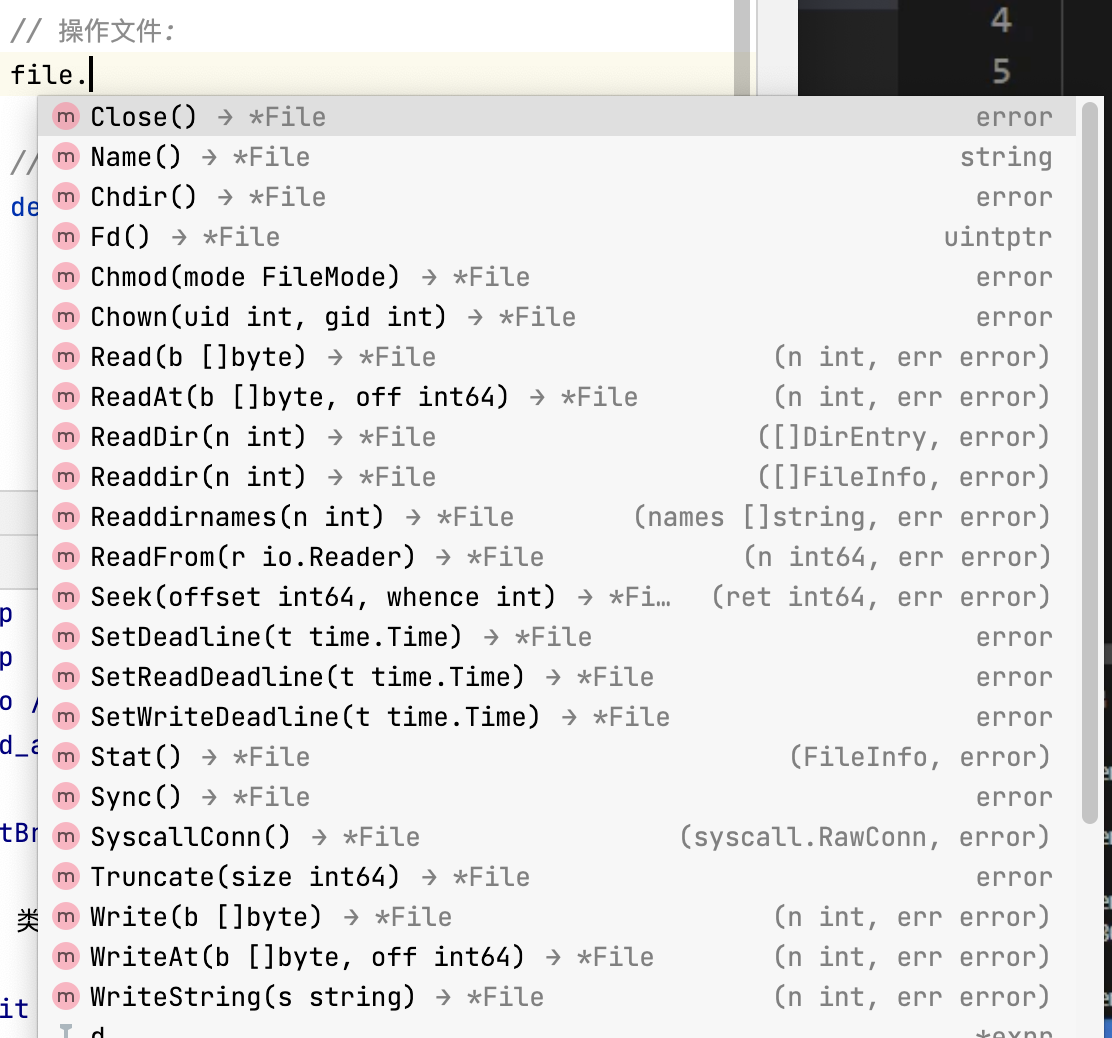 // 操作文件:
4
file.
5
m Close() → *File error
m Name() → *File string
//
m Chdir() → *File error
de
m Fd() → *File uintptr
m Chmod(mode FileMode) → *File error
m Chown(uid int, gid int) → *File error
m Read(b []byte) → *File (n int, err error)
m ReadAt(b []byte, off int64) → *File (n int, err error)
m ReadDir(n int) → *File ([]DirEntry, error)
m Readdir(n int) → *File ([]FileInfo, error)
m Readdirnames(n int) → *File (names []string, err error)
m ReadFrom(r io.Reader) → *File (n int64, err error)
m Seek(offset int64, whence int) → *Fi… (ret int64, err error)
p
m SetDeadline(t time.Time) → *File error
p
m SetReadDeadline(t time.Time) → *File error
o /
m SetWriteDeadline(t time.Time) → *File error
d_a
m Stat() → *File (FileInfo, error)
m Sync() → *File error
tBr
m SyscallConn() → *File (syscall.RawConn, error)
m Truncate(size int64) → *File error
类
m Write(b []byte) → *File (n int, err error)
m WriteAt(b []byte, off int64) → *File (n int, err error)
it
m WriteString(s string) → *File (n int, err error)
d *expr